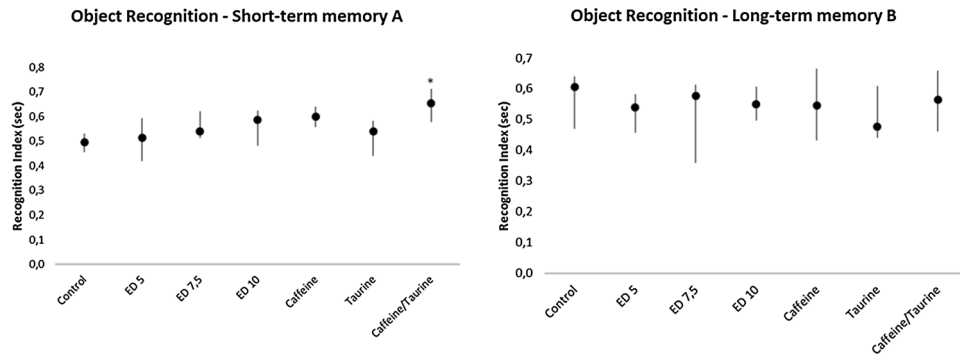 Object Recognition - Short-term memory A
Recognition Index (sec)
0,8
0,7
0,6
0,5
0,4
0,3
0,2
0,1
0,0
*
Control
ED 5
ED 7,5
ED 10
Caffeine
Taurine
Caffeine/Taurine
Object Recognition - Long-term memory B
Recognition Index (sec)
0,7
0,6
0,5
0,4
0,3
0,2
0,1
0,0
Control
ED 5
ED 7,5
ED 10
Caffeine
Taurine
Caffeine/Taurine